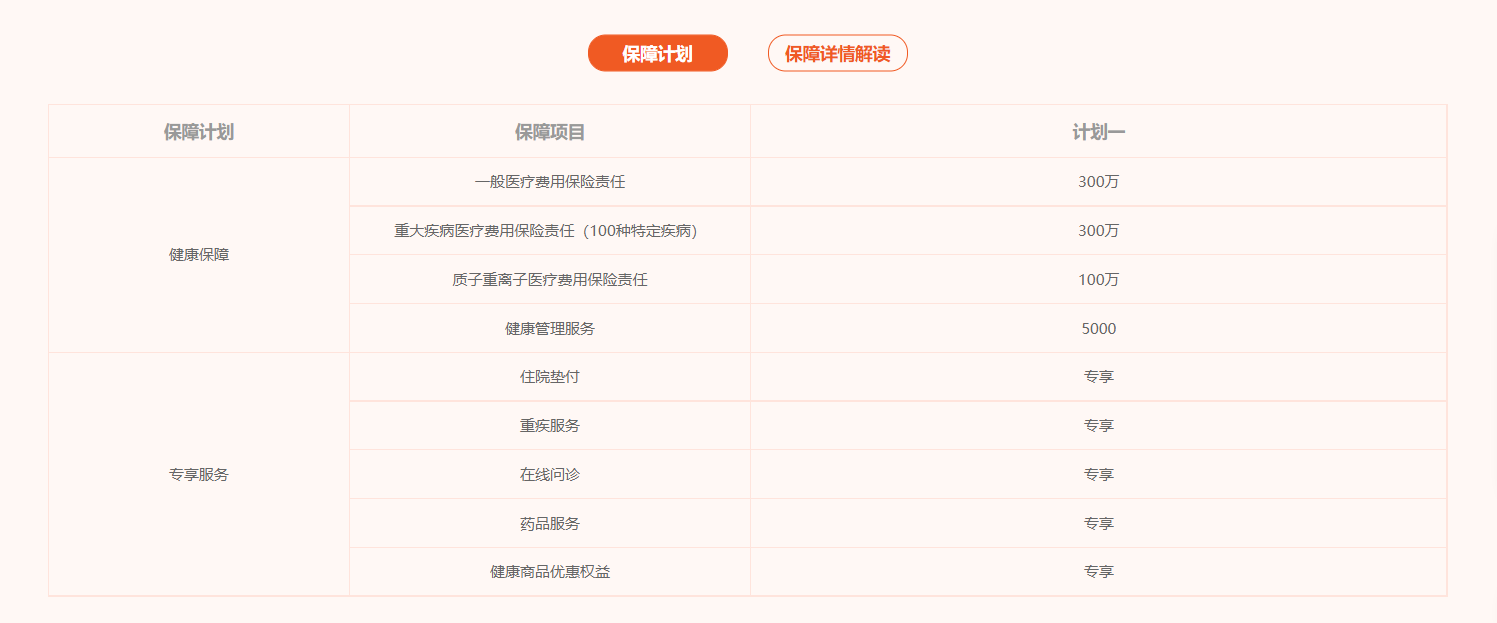 保障计划
保障详情解读
保障计划 保障项目 计划一
健康保障
一般医疗费用保险责任 300万
重大疾病医疗费用保险责任（100种特定疾病） 300万
质子重离子医疗费用保险责任 100万
健康管理服务 5000
专享服务
住院垫付 专享
重疾服务 专享
在线问诊 专享
药品服务 专享
健康商品优惠权益 专享